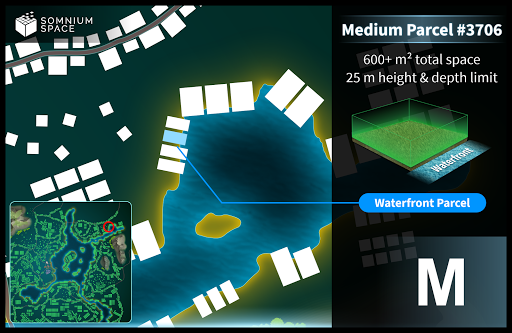 SOMNIUM
SPACE
Medium Parcel #3706
600+ m² total space
25 m height & depth limit
Waterfront
Waterfront Parcel
M